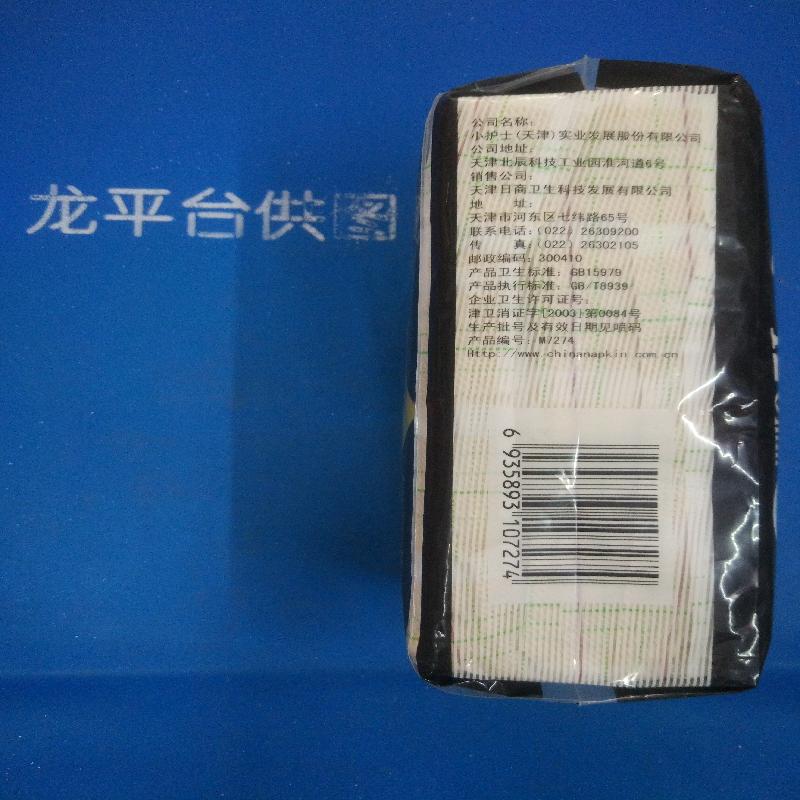 龙平台供图
公司名称:
小护士(天津)实业发展股份有限公司
公司地址:
天津北辰科技工业园淮河道6号
销售公司:
天津日商卫生科技发展有限公司
地 址:
天津市河东区七纬路65号
联系电话:(022) 26309200
传 真:(022) 26302105
邮政编码:300410
产品卫生标准:GB15979
产品执行标准:GB/T8939
企业卫生许可证号:
津卫消证字[2003]第0084号
生产批号及有效日期见喷码
产品编号:M7274
Http://www.chinanapkin.com.cn
6 935893 107274